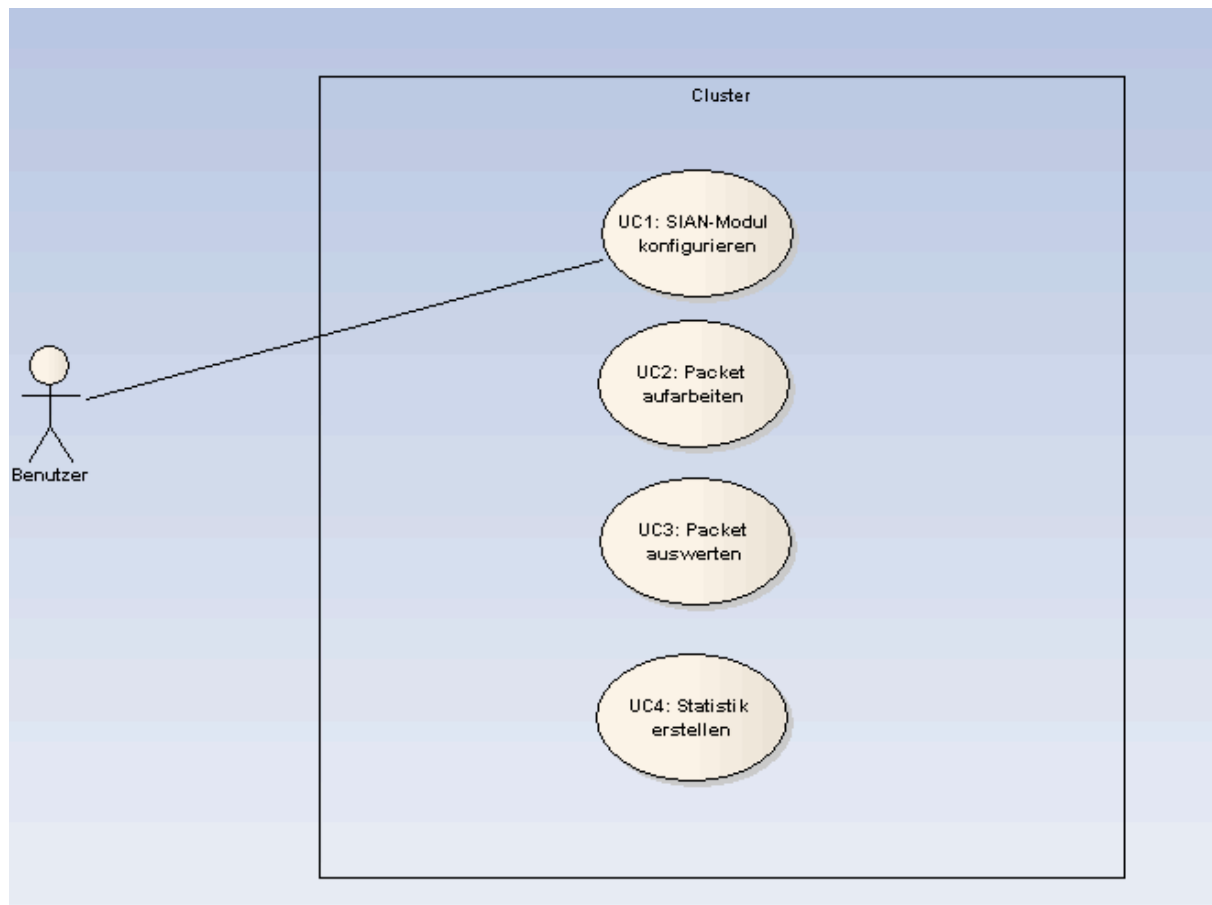 Cluster
UC1: SIAN-Modul
konfigurieren
UC2: Packet
aufarbeiten
Benutzer
UC3: Packet
auswerten
UC4: Statistik
erstellen